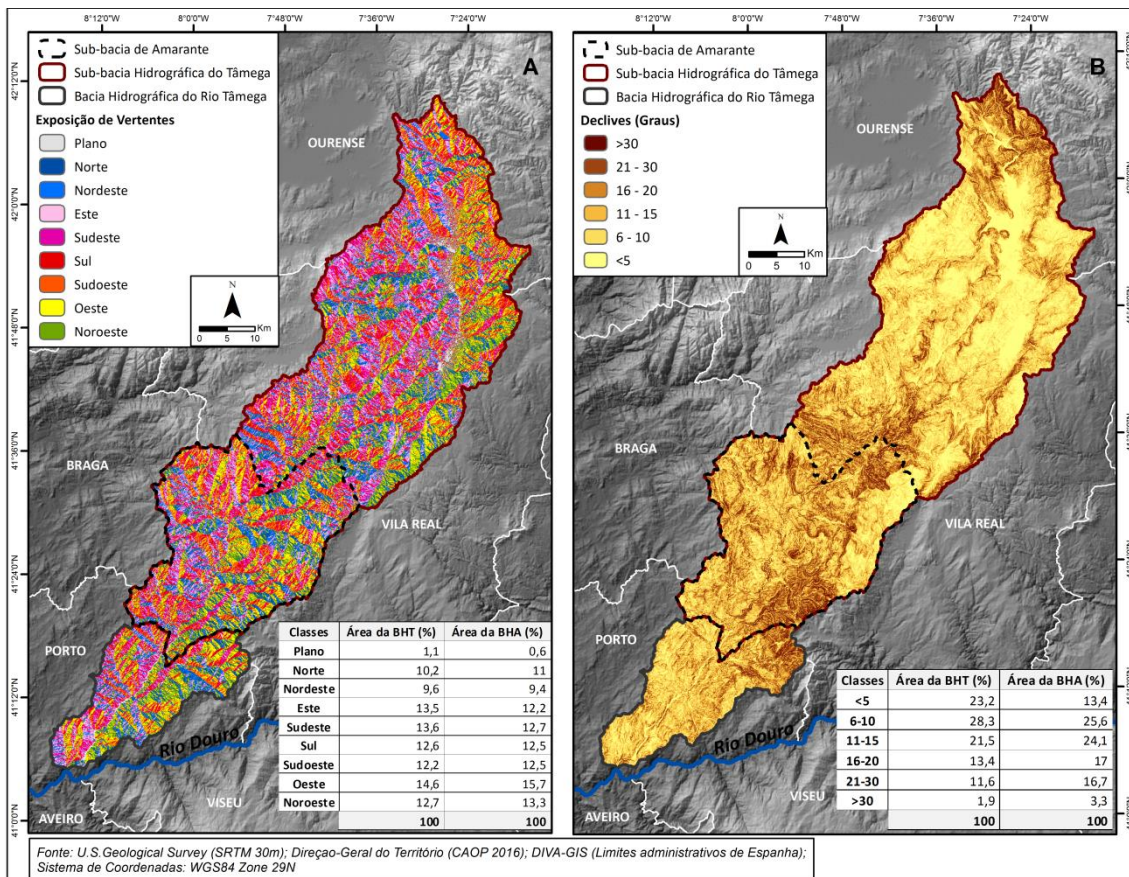 8°12'0"O 8°0'0"O 7°48'0"O 7°36'0"O 7°24'0"O
Sub-bacia de Amarante
Sub-bacia Hidrográfica do Tâmega
Bacia Hidrográfica do Rio Tâmega
Exposição de Vertentes
Plano
Norte
Nordeste
Este
Sudeste
Sul
Sudoeste
Oeste
Noroeste
A
N
0 5 10 Km
42°12'0"N
42°0'0"N
41°48'0"N
41°36'0"N
41°24'0"N
41°12'0"N
41°0'0"N
OURENSE
BRAGA
VILA REAL
PORTO
Rio Douro
VISEU
AVEIRO
Classes Área da BHT (%) Área da BHA (%)
Plano 1,1 0,6
Norte 10,2 11
Nordeste 9,6 9,4
Este 13,5 12,2
Sudeste 13,6 12,7
Sul 12,6 12,5
Sudoeste 12,2 12,5
Oeste 14,6 15,7
Noroeste 12,7 13,3
100 100
8°12'0"O 8°0'0"O 7°48'0"O 7°36'0"O 7°24'0"O
Sub-bacia de Amarante
Sub-bacia Hidrográfica do Tâmega
Bacia Hidrográfica do Rio Tâmega
Declives (Graus)
>30
21 - 30
16 - 20
11 - 15
6 - 10
<5
B
N
0 5 10 Km
OURENSE
BRAGA
VILA REAL
PORTO
Rio Douro
VISEU
AVEIRO
Classes Área da BHT (%) Área da BHA (%)
<5 23,2 13,4
6-10 28,3 25,6
11-15 21,5 24,1
16-20 13,4 17
21-30 11,6 16,7
>30 1,9 3,3
100 100
Fonte: U.S.Geological Survey (SRTM 30m); Direçao-Geral do Território (CAOP 2016); DIVA-GIS (Limites administrativos de Espanha);
Sistema de Coordenadas: WGS84 Zone 29N